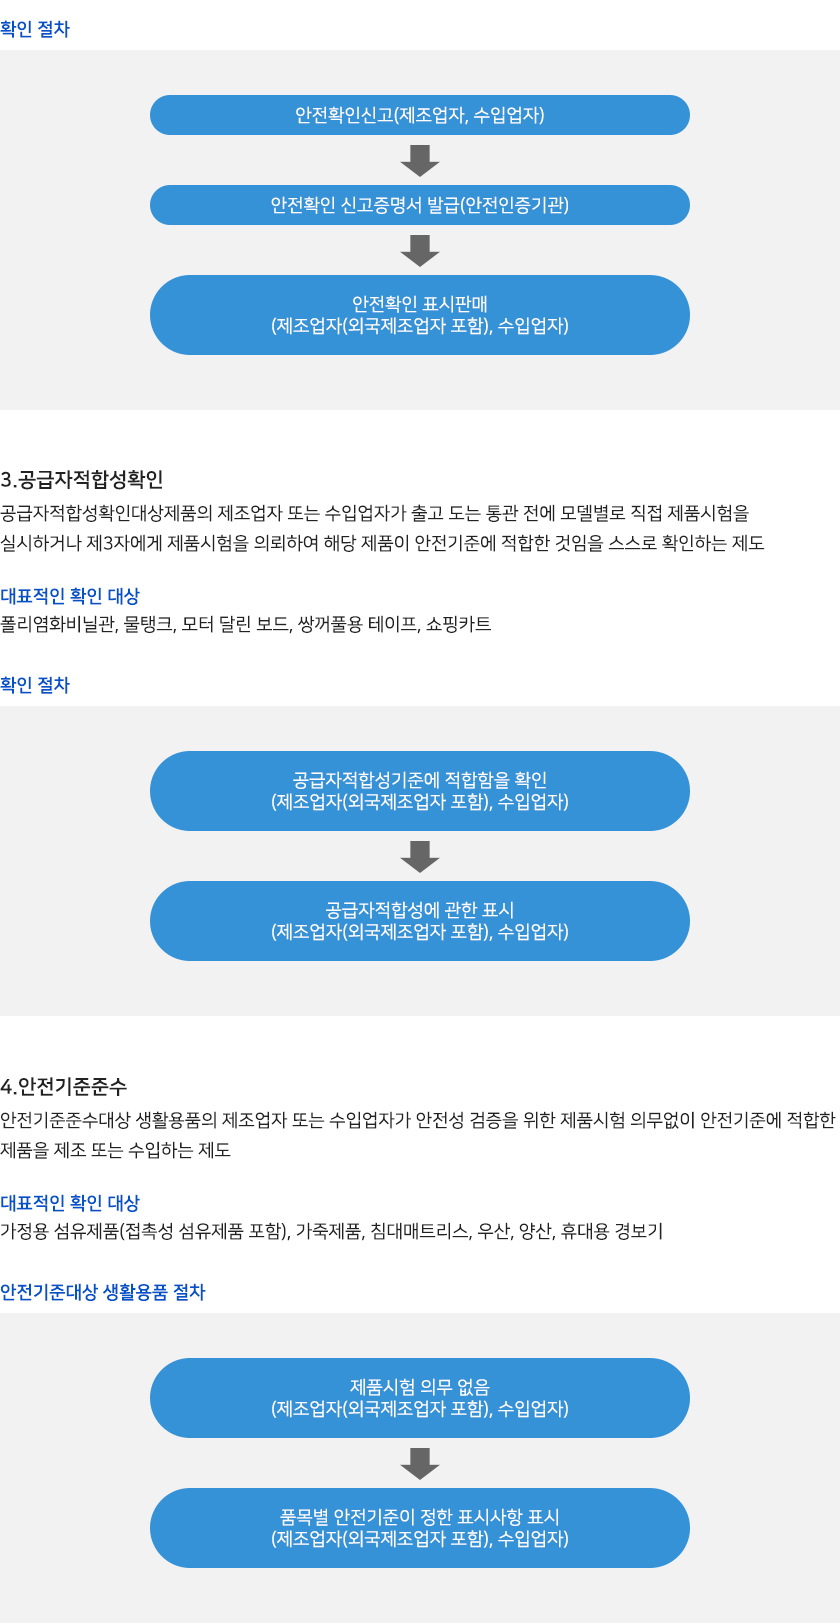 확인 절차
안전확인신고(제조업자, 수입업자)
안전확인 신고증명서 발급(안전인증기관)
안전확인 표시판매
(제조업자(외국제조업자 포함), 수입업자)
3.공급자적합성확인
공급자적합성확인대상제품의 제조업자 또는 수입업자가 출고 도는 통관 전에 모델별로 직접 제품시험을
실시하거나 제3자에게 제품시험을 의뢰하여 해당 제품이 안전기준에 적합한 것임을 스스로 확인하는 제도
대표적인 확인 대상
폴리염화비닐관, 물탱크, 모터 달린 보드, 쌍꺼풀용 테이프, 쇼핑카트
확인 절차
공급자적합성기준에 적합함을 확인
(제조업자(외국제조업자 포함), 수입업자)
공급자적합성에 관한 표시
(제조업자(외국제조업자 포함), 수입업자)
4.안전기준준수
안전기준준수대상 생활용품의 제조업자 또는 수입업자가 안전성 검증을 위한 제품시험 의무없이 안전기준에 적합한
제품을 제조 또는 수입하는 제도
대표적인 확인 대상
가정용 섬유제품(접촉성 섬유제품 포함), 가죽제품, 침대매트리스, 우산, 양산, 휴대용 경보기
안전기준대상 생활용품 절차
제품시험 의무 없음
(제조업자(외국제조업자 포함), 수입업자)
품목별 안전기준이 정한 표시사항 표시
(제조업자(외국제조업자 포함), 수입업자)